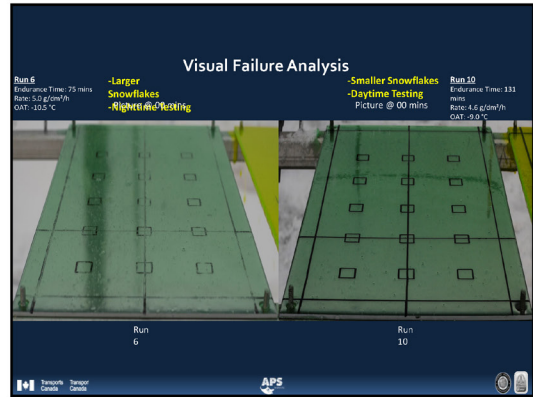 Visual Failure Analysis
Run 6
Endurance Time: 75 mins
Rate: 5.0 g/dm²/h
OAT: -10.5 °C
-Larger
Snowflakes
-Nighttime Testing
Picture @ 00 mins
-Smaller Snowflakes
-Daytime Testing
Picture @ 00 mins
Run 10
Endurance Time: 131
mins
Rate: 4.6 g/dm²/h
OAT: -9.0 °C
Run
6
Run
10
Transports Transport
Canada Canada
APS